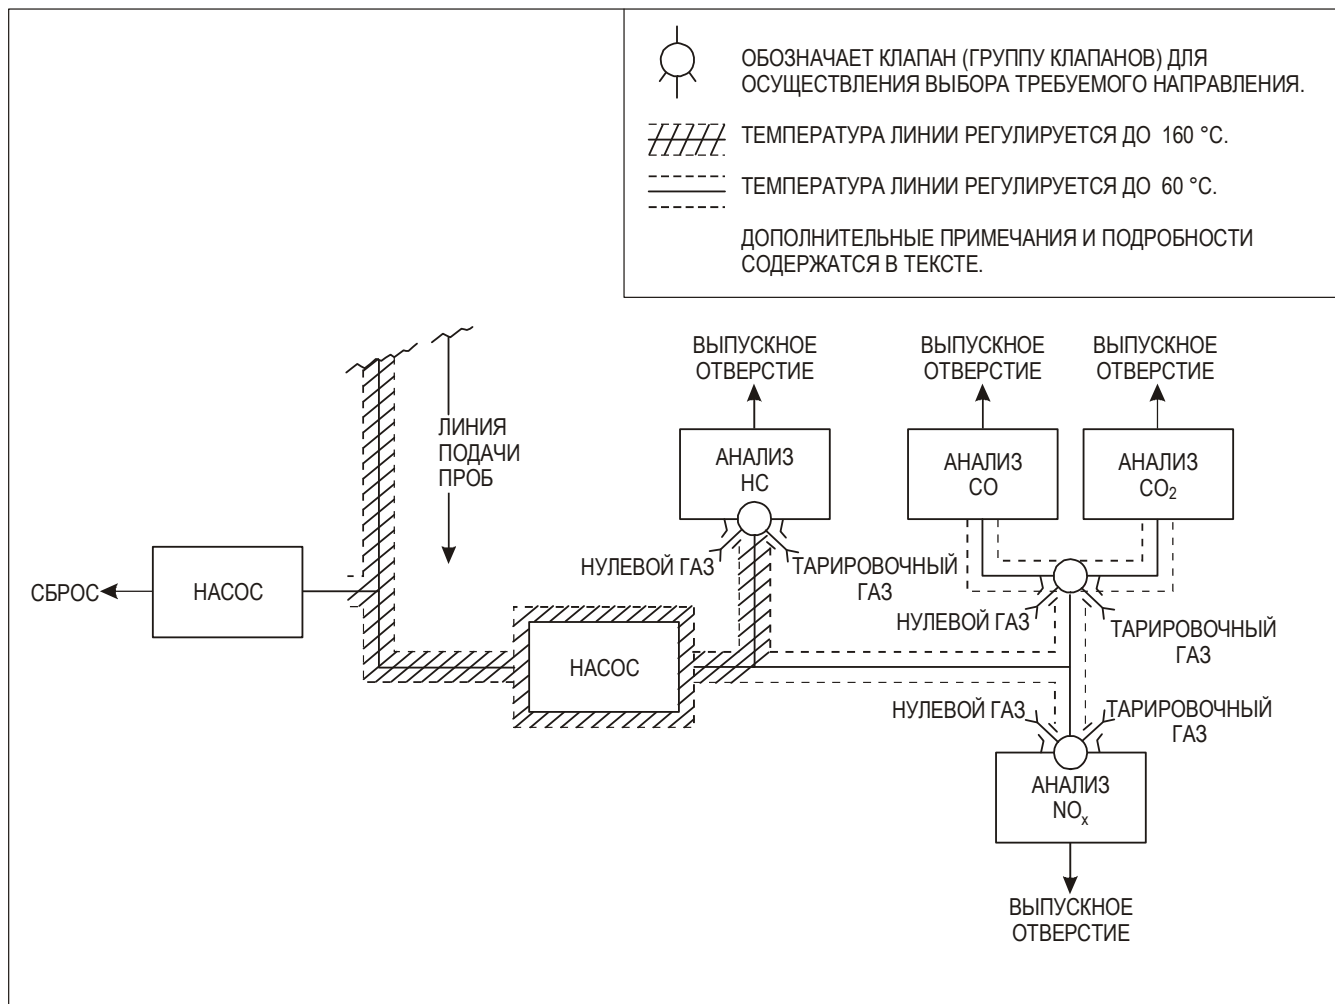 ОБОЗНАЧАЕТ КЛАПАН (ГРУППУ КЛАПАНОВ) ДЛЯ
ОСУЩЕСТВЛЕНИЯ ВЫБОРА ТРЕБУЕМОГО НАПРАВЛЕНИЯ.
ТЕМПЕРАТУРА ЛИНИИ РЕГУЛИРУЕТСЯ ДО 160 °C.
ТЕМПЕРАТУРА ЛИНИИ РЕГУЛИРУЕТСЯ ДО 60 °C.
ДОПОЛНИТЕЛЬНЫЕ ПРИМЕЧАНИЯ И ПОДРОБНОСТИ
СОДЕРЖАТСЯ В ТЕКСТЕ.
ВЫПУСКНОЕ
ОТВЕРСТИЕ
ВЫПУСКНОЕ
ОТВЕРСТИЕ
ВЫПУСКНОЕ
ОТВЕРСТИЕ
ЛИНИЯ
ПОДАЧИ
ПРОБ
АНАЛИЗ
HC
АНАЛИЗ
CO
АНАЛИЗ
CO₂
НУЛЕВОЙ ГАЗ
ТАРИРОВОЧНЫЙ
ГАЗ
СБРОС
НАСОС
НУЛЕВОЙ ГАЗ
ТАРИРОВОЧНЫЙ
ГАЗ
НАСОС
НУЛЕВОЙ ГАЗ
ТАРИРОВОЧНЫЙ
ГАЗ
АНАЛИЗ
NOₓ
ВЫПУСКНОЕ
ОТВЕРСТИЕ